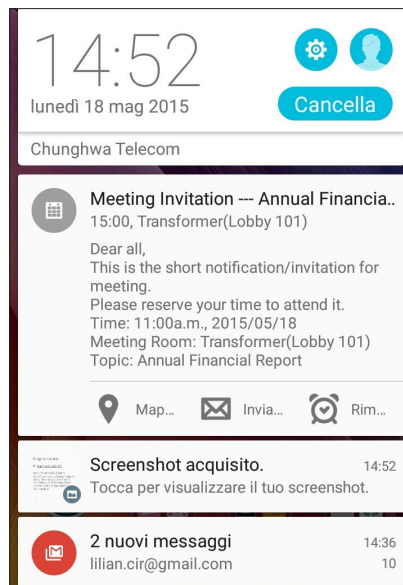 14:52
lunedì 18 mag 2015
Cancella
Chunghwa Telecom
Meeting Invitation --- Annual Financia..
15:00, Transformer(Lobby 101)
Dear all,
This is the short notification/invitation for
meeting.
Please reserve your time to attend it.
Time: 11:00a.m., 2015/05/18
Meeting Room: Transformer(Lobby 101)
Topic: Annual Financial Report
Map... Invia... Rim...
Screenshot acquisito. 14:52
Tocca per visualizzare il tuo screenshot.
2 nuovi messaggi 14:36
lilian.cir@gmail.com 10